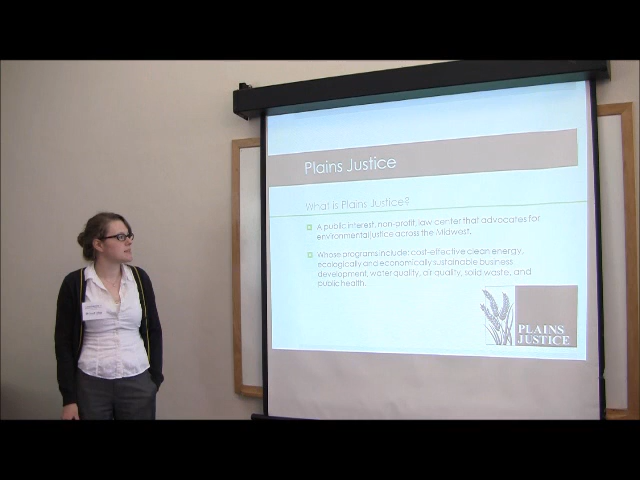 Plains Justice
What is Plains Justice?
A public interest, non-profit, law center that advocates for
environmental justice across the Midwest.
Whose programs include: cost-effective clean energy,
ecologically and economically sustainable business
development, water quality, air quality, solid waste, and
public health.
PLAINS
JUSTICE